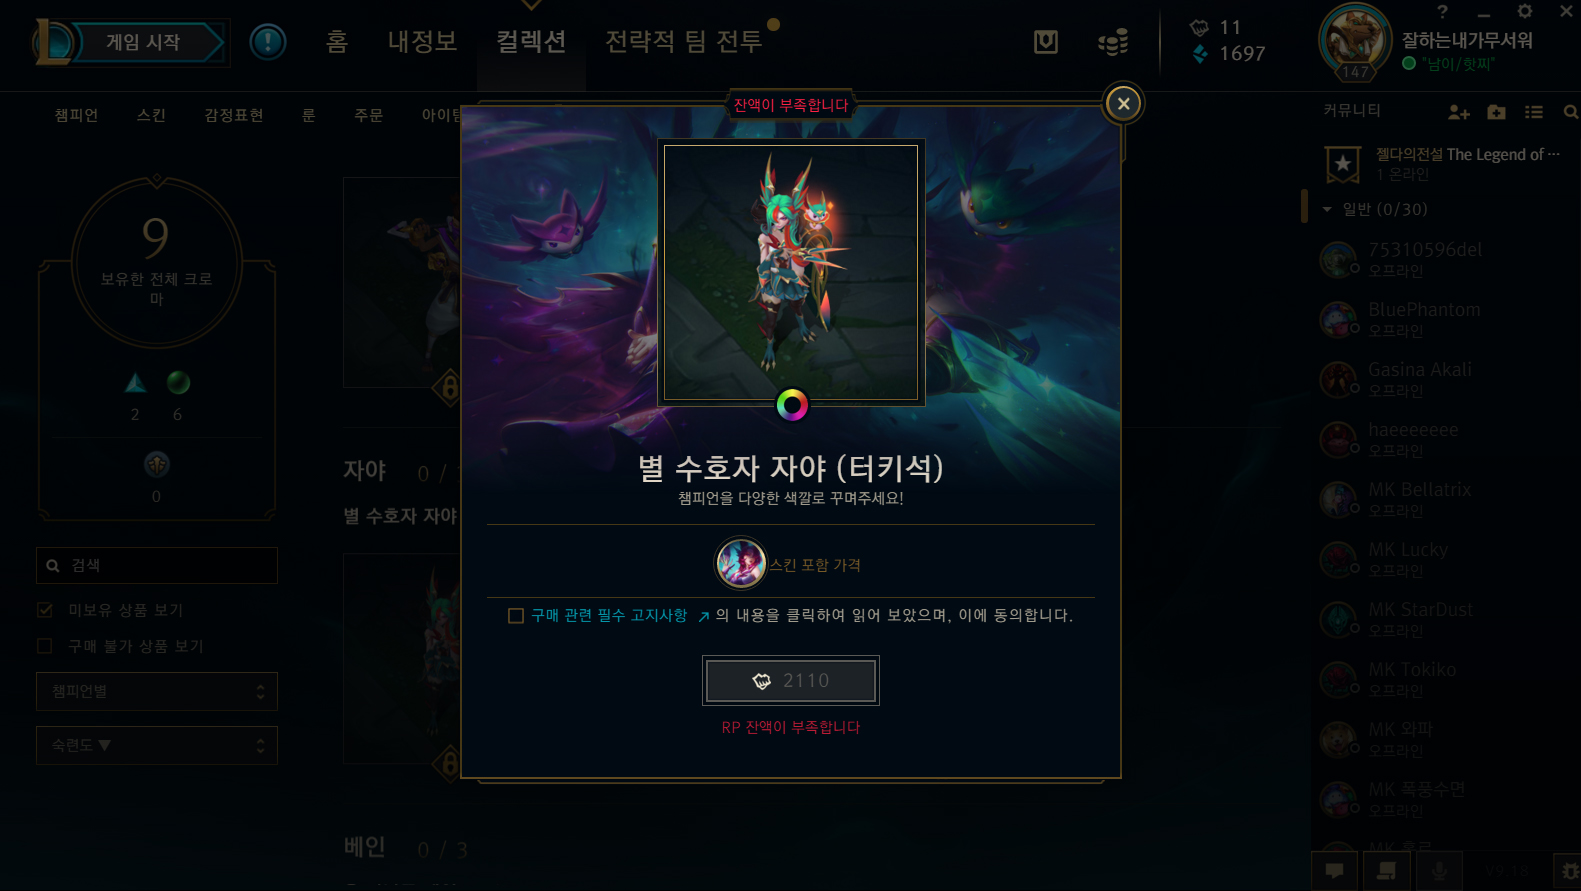 게임 시작
홈
내정보
컬렉션
전략적 팀 전투
11
1697
147
잘하는내가무서워
"남이/핫찌"
챔피언
스킨
감정표현
룬
주문
커뮤니티
젤다의전설 The Legend of ···
1 온라인
일반 (0/30)
75310596del
오프라인
BluePhantom
오프라인
Gasina Akali
오프라인
haeeeeeee
오프라인
MK Bellatrix
오프라인
MK Lucky
오프라인
MK StarDust
오프라인
MK Tokiko
오프라인
MK 와파
오프라인
MK 폭풍수면
오프라인
V9.18
9
보유한 전체 크로
마
2
6
0
검색
미보유 상품 보기
구매 불가 상품 보기
챔피언별
숙련도 ▼
자야
0 /
별 수호자 자야
베인
0 / 3
잔액이 부족합니다
별 수호자 자야 (터키석)
챔피언을 다양한 색깔로 꾸며주세요!
스킨 포함 가격
구매 관련 필수 고지사항 ↗ 의 내용을 클릭하여 읽어 보았으며, 이에 동의합니다.
2110
RP 잔액이 부족합니다